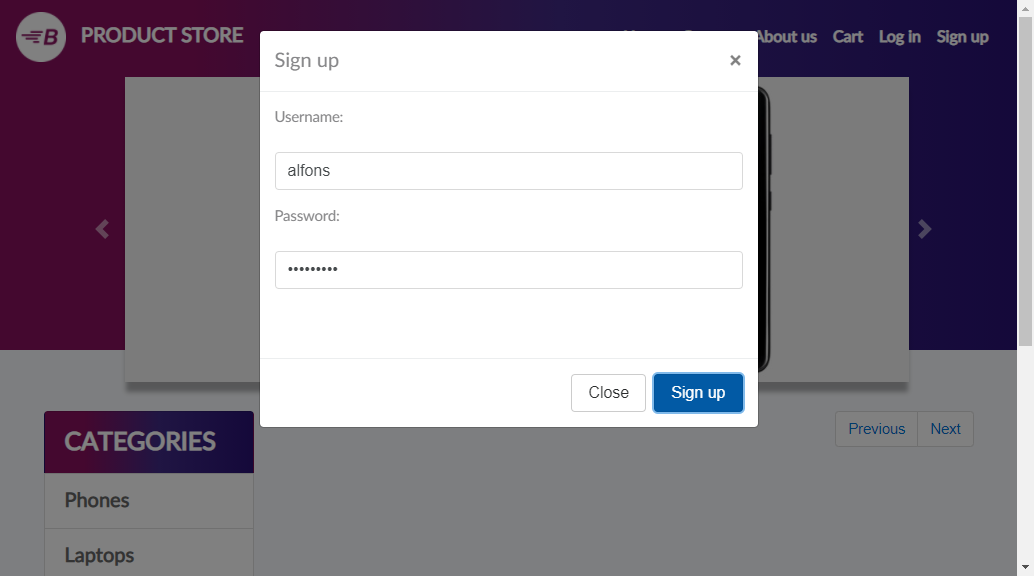 B PRODUCT STORE
About us Cart Log in Sign up
Sign up ×
Username:
alfons
Password:
•••••••••
Close Sign up
CATEGORIES
Previous Next
Phones
Laptops